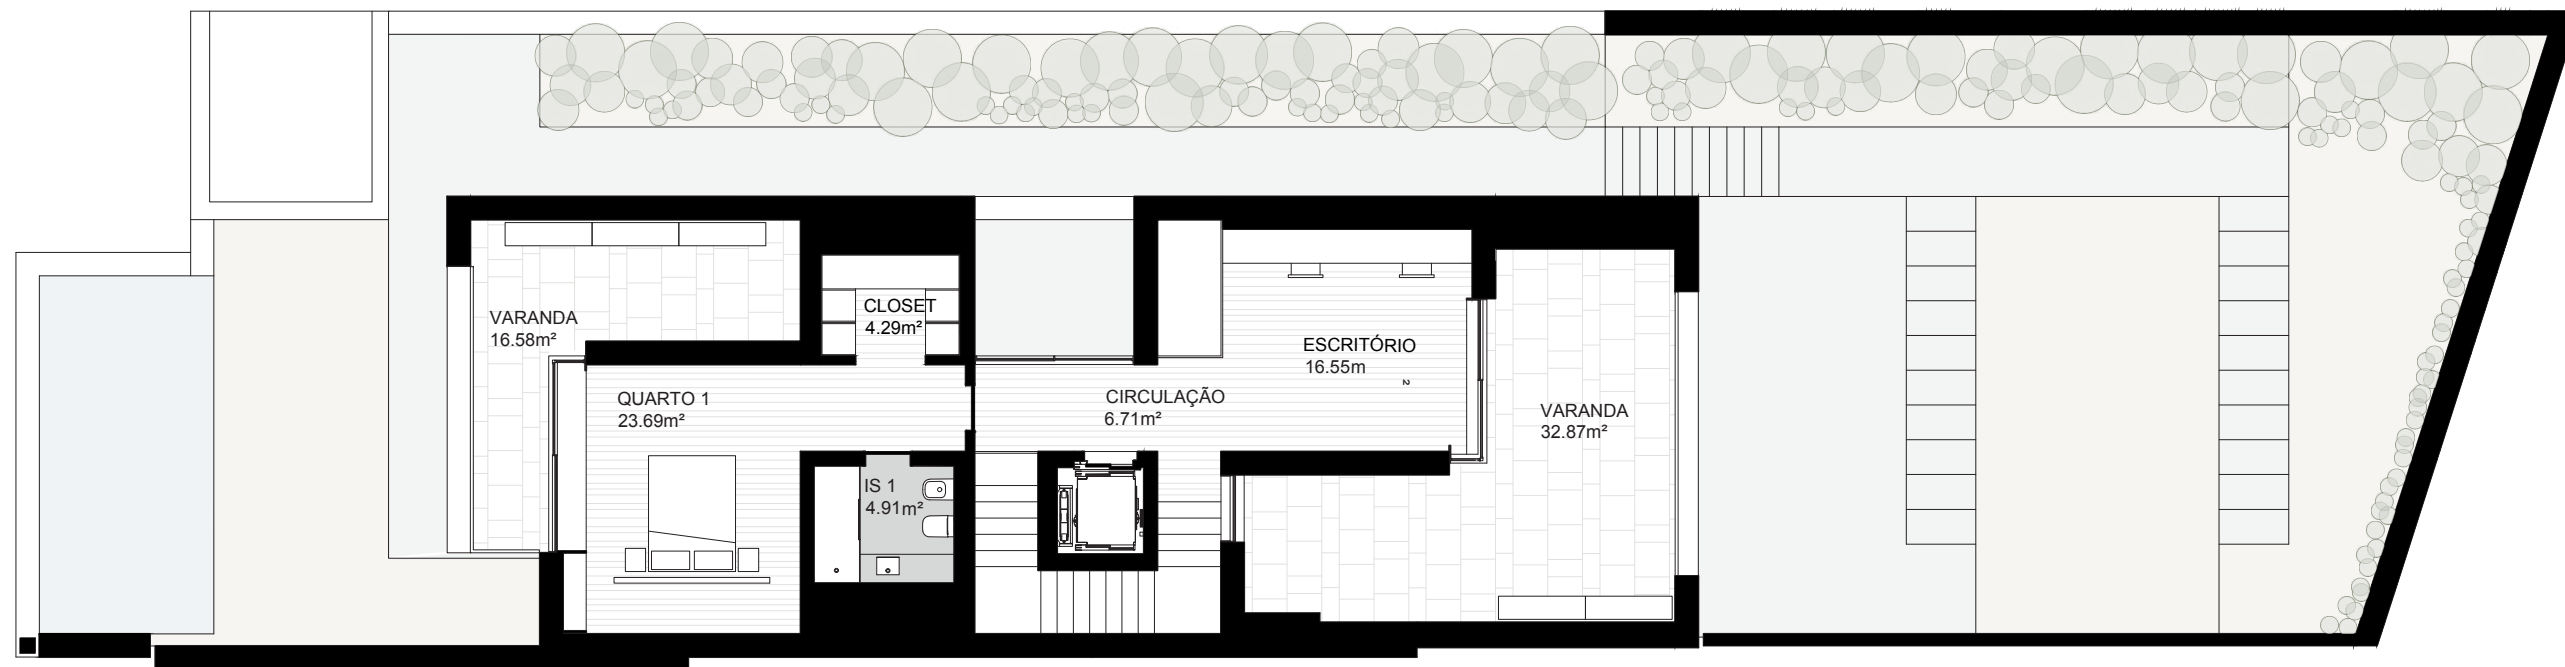 VARANDA
16.58m²
CLOSET
4.29m²
QUARTO 1
23.69m²
IS 1
4.91m²
CIRCULAÇÃO
6.71m²
ESCRITÓRIO
16.55m
2
VARANDA
32.87m²